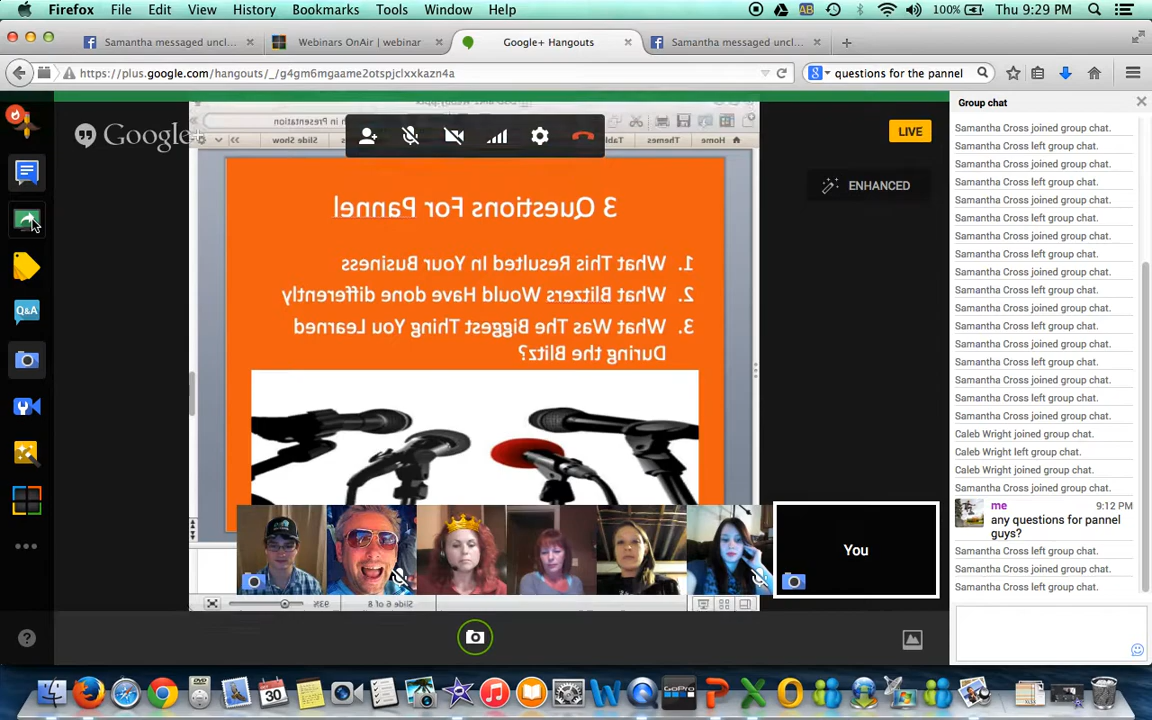 Firefox File Edit View History Bookmarks Tools Window Help
100% Thu 9:29 PM
Samantha messaged uncl...
Webinars OnAir | webinar
Google+ Hangouts
Samantha messaged uncl...
https://plus.google.com/hangouts/_/g4gm6mgaame2otspjclxxkazn4a
questions for the panel
Google+
LIVE
ENHANCED
Q&A
Home
Themes
Slide Show
3 Questions For Pannel
1. What This Resulted In Your Business
2. What Blitzers Would Have done differently
3. What Was The Biggest Thing You Learned
During the Blitz?
You
Slide 6 of 8
93%
Group chat
Samantha Cross joined group chat.
Samantha Cross left group chat.
Samantha Cross joined group chat.
Samantha Cross left group chat.
Samantha Cross joined group chat.
Samantha Cross left group chat.
Samantha Cross joined group chat.
Samantha Cross left group chat.
Samantha Cross joined group chat.
Samantha Cross left group chat.
Samantha Cross joined group chat.
Samantha Cross left group chat.
Samantha Cross joined group chat.
Samantha Cross left group chat.
Samantha Cross joined group chat.
Samantha Cross left group chat.
Samantha Cross joined group chat.
Caleb Wright joined group chat.
Caleb Wright left group chat.
Caleb Wright joined group chat.
Samantha Cross joined group chat.
me 9:12 PM
any questions for pannel
guys?
Samantha Cross left group chat.
Samantha Cross joined group chat.
Samantha Cross left group chat.